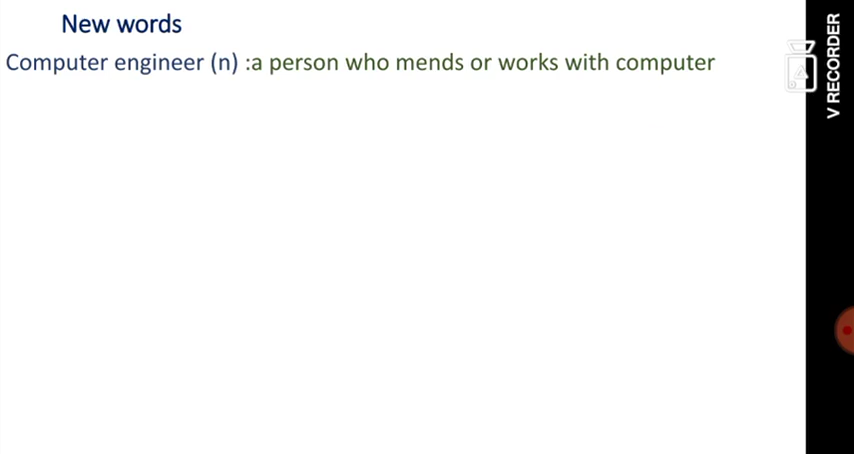 New words
Computer engineer (n) :a person who mends or works with computer
V RECORDER